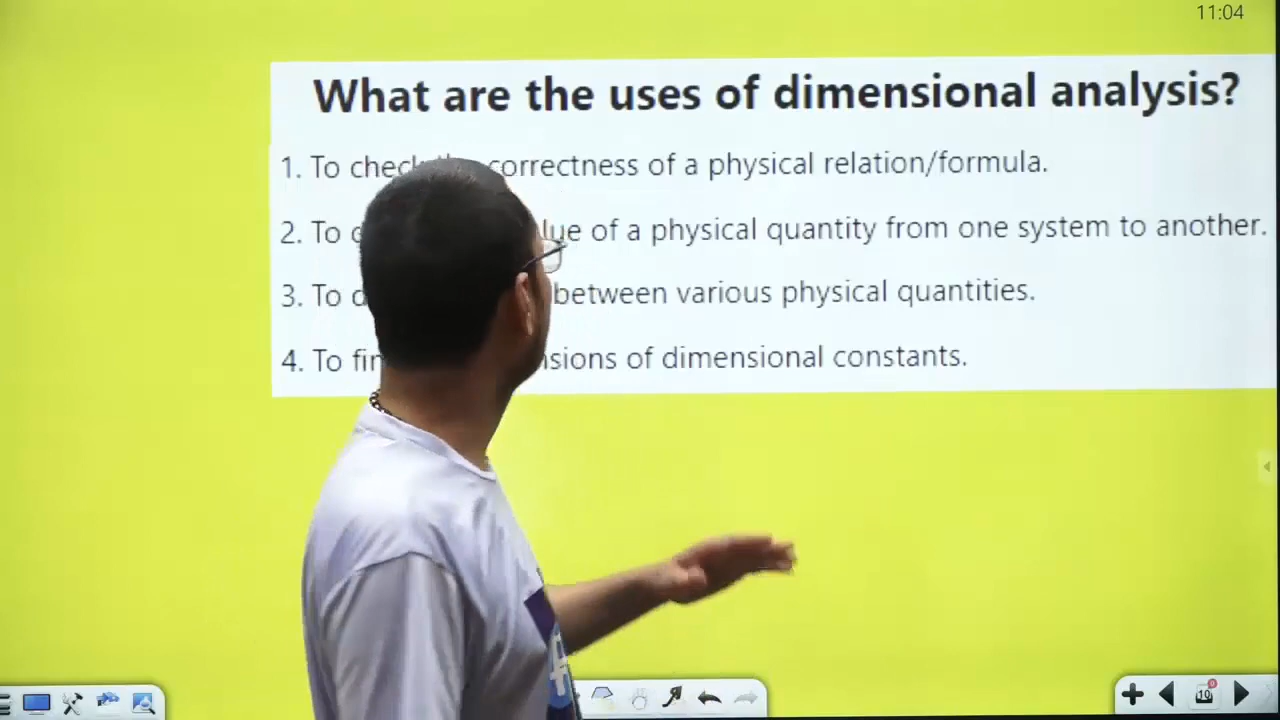 11:04
What are the uses of dimensional analysis?
1. To check correctness of a physical relation/formula.
2. To of a physical quantity from one system to another.
3. To between various physical quantities.
4. To of dimensional constants.
10